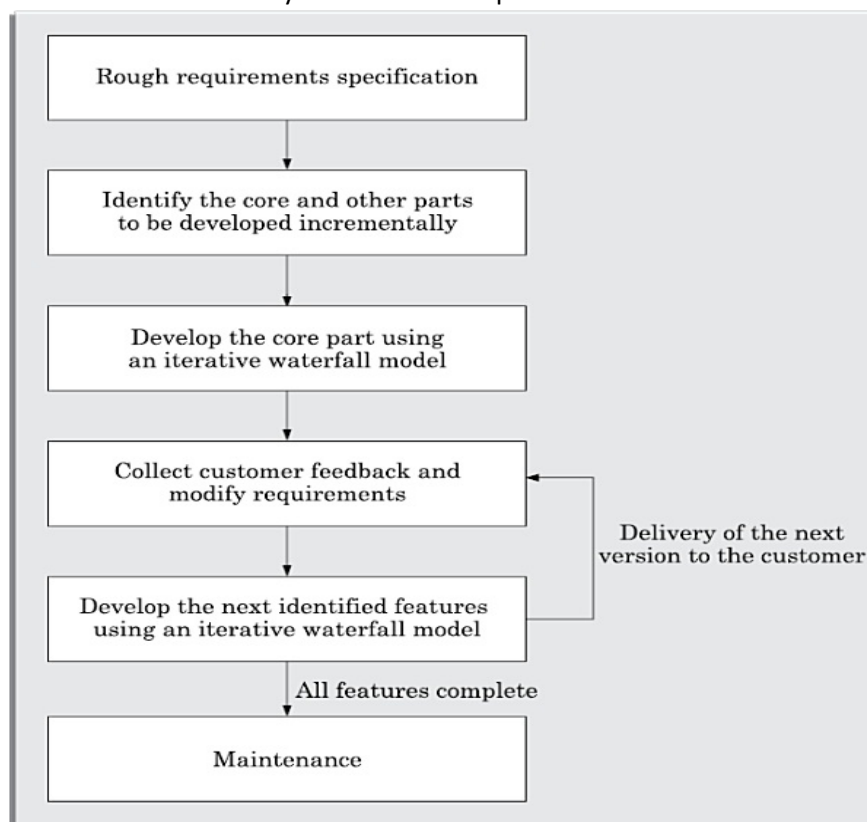 Rough requirements specification
Identify the core and other parts
to be developed incrementally
Develop the core part using
an iterative waterfall model
Collect customer feedback and
modify requirements
Delivery of the next
version to the customer
Develop the next identified features
using an iterative waterfall model
All features complete
Maintenance